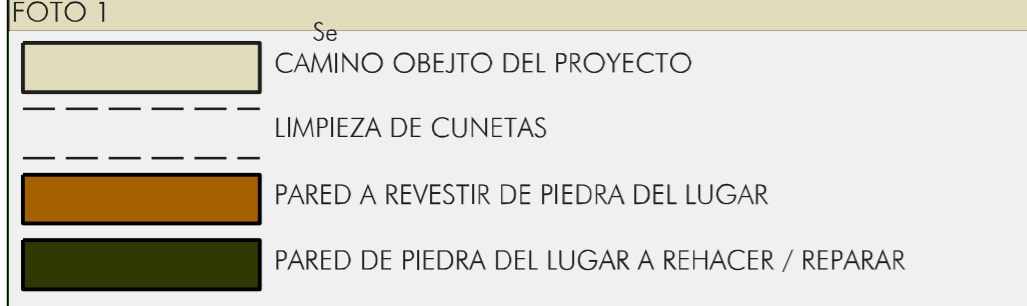 FOTO 1
Se
CAMINO OBEJTO DEL PROYECTO
LIMPIEZA DE CUNETAS
PARED A REVESTIR DE PIEDRA DEL LUGAR
PARED DE PIEDRA DEL LUGAR A REHACER / REPARAR